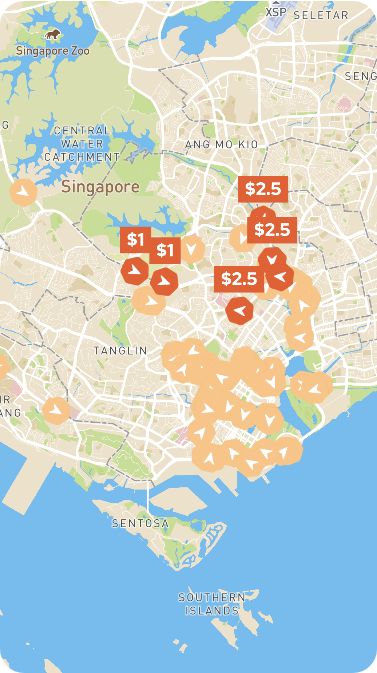 XSP
SELETAR
Singapore Zoo
SENG
G
CENTRAL
WATER
CATCHMENT
ANG MO KIO
Singapore
$2.5
$1
$1
$2.5
$2.5
TANGLIN
IR
ANG
SENTOSA
SOUTHERN
ISLANDS